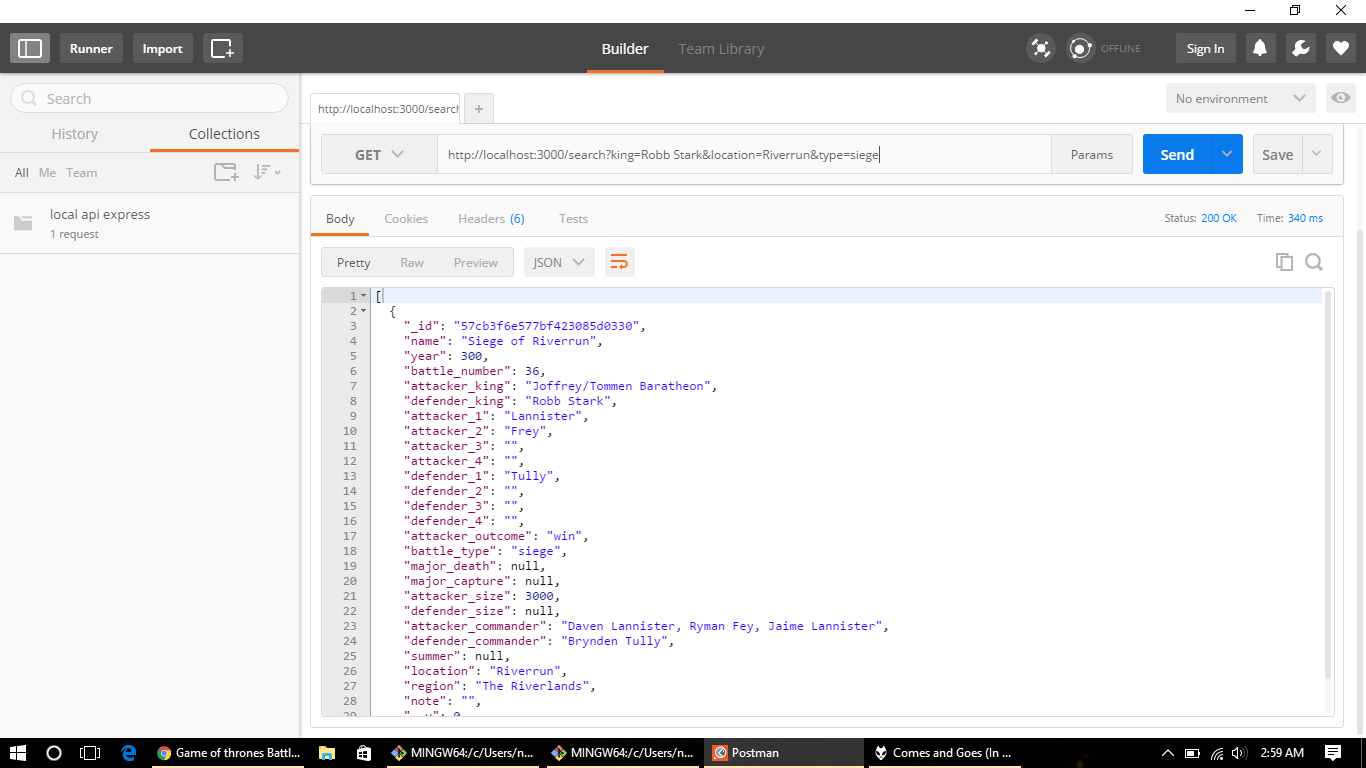 Runner
Import
Builder
Team Library
OFFLINE
Sign In
Search
History
Collections
All Me Team
local api express
1 request
http://localhost:3000/search
+
No environment
GET
http://localhost:3000/search?king=Robb Stark&location=Riverrun&type=siege
Params
Send
Save
Body Cookies Headers (6) Tests
Status: 200 OK Time: 340 ms
Pretty Raw Preview
JSON
1 [
2 {
3 "_id": "57cb3f6e577bf423085d0330",
4 "name": "Siege of Riverrun",
5 "year": 300,
6 "battle_number": 36,
7 "attacker_king": "Joffrey/Tommen Baratheon",
8 "defender_king": "Robb Stark",
9 "attacker_1": "Lannister",
10 "attacker_2": "Frey",
11 "attacker_3": "",
12 "attacker_4": "",
13 "defender_1": "Tully",
14 "defender_2": "",
15 "defender_3": "",
16 "defender_4": "",
17 "attacker_outcome": "win",
18 "battle_type": "siege",
19 "major_death": null,
20 "major_capture": null,
21 "attacker_size": 3000,
22 "defender_size": null,
23 "attacker_commander": "Daven Lannister, Ryman Fey, Jaime Lannister",
24 "defender_commander": "Brynden Tully",
25 "summer": null,
26 "location": "Riverrun",
27 "region": "The Riverlands",
28 "note": "",
29 "__v": 0
Game of thrones Battl...
MINGW64:/c/Users/n...
MINGW64:/c/Users/n...
Postman
Comes and Goes (In ...
2:59 AM